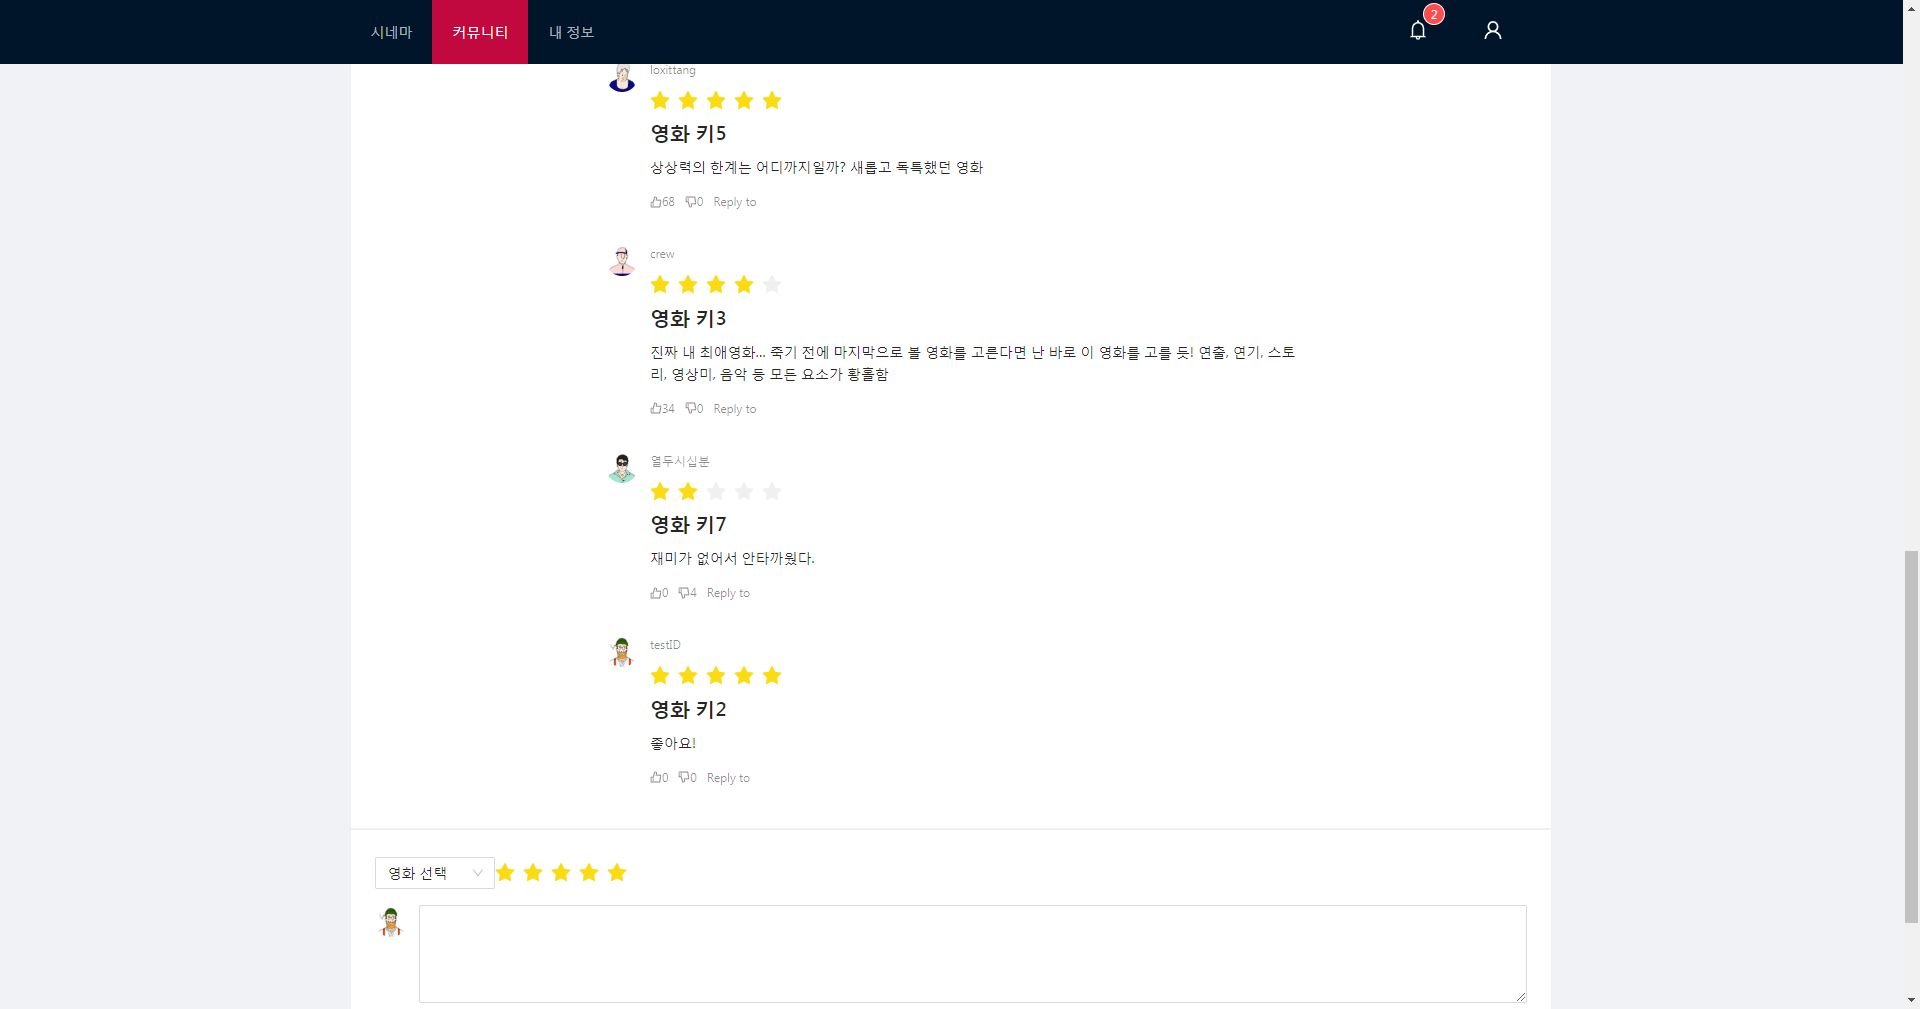 시네마 커뮤니티 내 정보 2
loxittang
영화 키5
상상력의 한계는 어디까지일까? 새롭고 독특했던 영화
68 0 Reply to
crew
영화 키3
진짜 내 최애영화... 죽기 전에 마지막으로 볼 영화를 고른다면 난 바로 이 영화를 고를 듯! 연출, 연기, 스토
리, 영상미, 음악 등 모든 요소가 황홀함
34 0 Reply to
열두시십분
영화 키7
재미가 없어서 안타까웠다.
0 4 Reply to
testID
영화 키2
좋아요!
0 0 Reply to
영화 선택